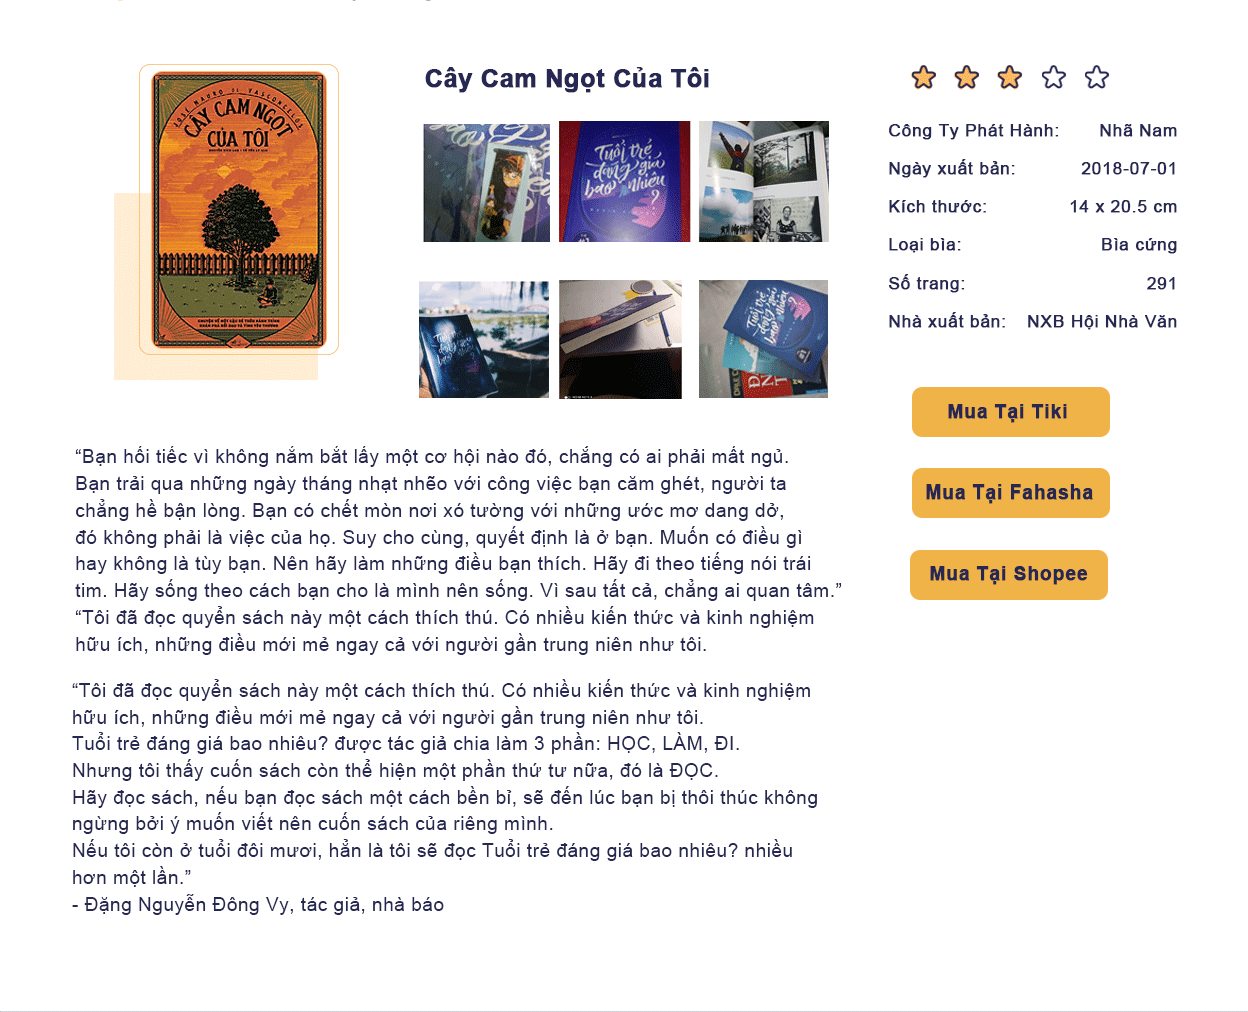 JOSÉ MAURO DE VASCONCELOS
CÂY CAM NGỌT
CỦA TÔI
Cây Cam Ngọt Của Tôi
Tuổi trẻ
đáng giá
bao nhiêu
?
Tuổi trẻ
đáng giá
bao nhiêu
?
Công Ty Phát Hành: Nhã Nam
Ngày xuất bản: 2018-07-01
Kích thước: 14 x 20.5 cm
Loại bìa: Bìa cứng
Số trang: 291
Nhà xuất bản: NXB Hội Nhà Văn
Mua Tại Tiki
Mua Tại Fahasha
Mua Tại Shopee
“Bạn hối tiếc vì không nắm bắt lấy một cơ hội nào đó, chẳng có ai phải mất ngủ.
Bạn trải qua những ngày tháng nhạt nhẽo với công việc bạn căm ghét, người ta
chẳng hề bận lòng. Bạn có chết mòn nơi xó tường với những ước mơ dang dở,
đó không phải là việc của họ. Suy cho cùng, quyết định là ở bạn. Muốn có điều gì
hay không là tùy bạn. Nên hãy làm những điều bạn thích. Hãy đi theo tiếng nói trái
tim. Hãy sống theo cách bạn cho là mình nên sống. Vì sau tất cả, chẳng ai quan tâm.”
“Tôi đã đọc quyển sách này một cách thích thú. Có nhiều kiến thức và kinh nghiệm
hữu ích, những điều mới mẻ ngay cả với người gần trung niên như tôi.
“Tôi đã đọc quyển sách này một cách thích thú. Có nhiều kiến thức và kinh nghiệm
hữu ích, những điều mới mẻ ngay cả với người gần trung niên như tôi.
Tuổi trẻ đáng giá bao nhiêu? được tác giả chia làm 3 phần: HỌC, LÀM, ĐI.
Nhưng tôi thấy cuốn sách còn thể hiện một phần thứ tư nữa, đó là ĐỌC.
Hãy đọc sách, nếu bạn đọc sách một cách bền bỉ, sẽ đến lúc bạn bị thôi thúc không
ngừng bởi ý muốn viết nên cuốn sách của riêng mình.
Nếu tôi còn ở tuổi đôi mươi, hẳn là tôi sẽ đọc Tuổi trẻ đáng giá bao nhiêu? nhiều
hơn một lần.”
- Đặng Nguyễn Đông Vy, tác giả, nhà báo